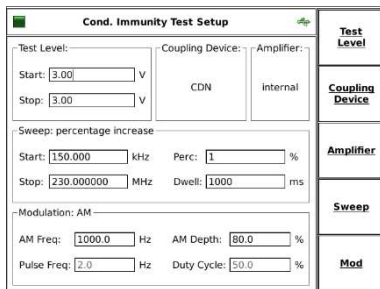 Cond. Immunity Test Setup
Test Level:
Start: 3.00 V
Stop: 3.00 V
Coupling Device:
CDN
Amplifier:
internal
Sweep: percentage increase
Start: 150.000 kHz Perc: 1 %
Stop: 230.000000 MHz Dwell: 1000 ms
Modulation: AM
AM Freq: 1000.0 Hz AM Depth: 80.0 %
Pulse Freq: 2.0 Hz Duty Cycle: 50.0 %
Test
Level
Coupling
Device
Amplifier
Sweep
Mod